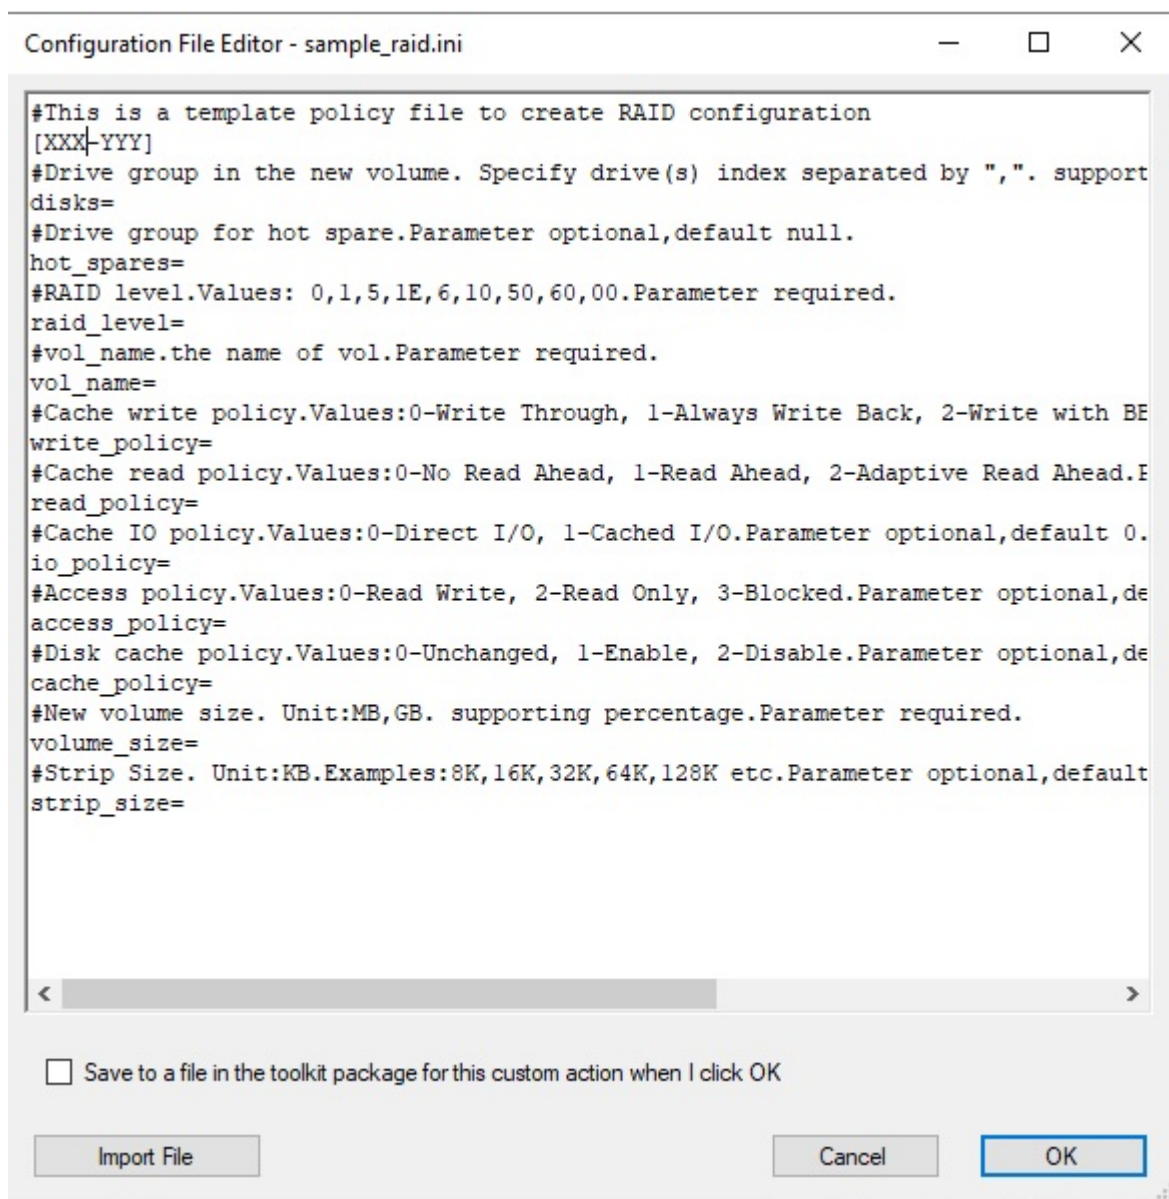 Configuration File Editor - sample_raid.ini
#This is a template policy file to create RAID configuration
[XXX-YYY]
#Drive group in the new volume. Specify drive(s) index separated by ",". support
disks=
#Drive group for hot spare.Parameter optional,default null.
hot_spares=
#RAID level.Values: 0,1,5,1E,6,10,50,60,00.Parameter required.
raid_level=
#vol_name.the name of vol.Parameter required.
vol_name=
#Cache write policy.Values:0-Write Through, 1-Always Write Back, 2-Write with BB
write_policy=
#Cache read policy.Values:0-No Read Ahead, 1-Read Ahead, 2-Adaptive Read Ahead.P
read_policy=
#Cache IO policy.Values:0-Direct I/O, 1-Cached I/O.Parameter optional,default 0.
io_policy=
#Access policy.Values:0-Read Write, 2-Read Only, 3-Blocked.Parameter optional,de
access_policy=
#Disk cache policy.Values:0-Unchanged, 1-Enable, 2-Disable.Parameter optional,de
cache_policy=
#New volume size. Unit:MB,GB. supporting percentage.Parameter required.
volume_size=
#Strip Size. Unit:KB.Examples:8K,16K,32K,64K,128K etc.Parameter optional,default
strip_size=
Save to a file in the toolkit package for this custom action when I click OK
Import File
Cancel
OK